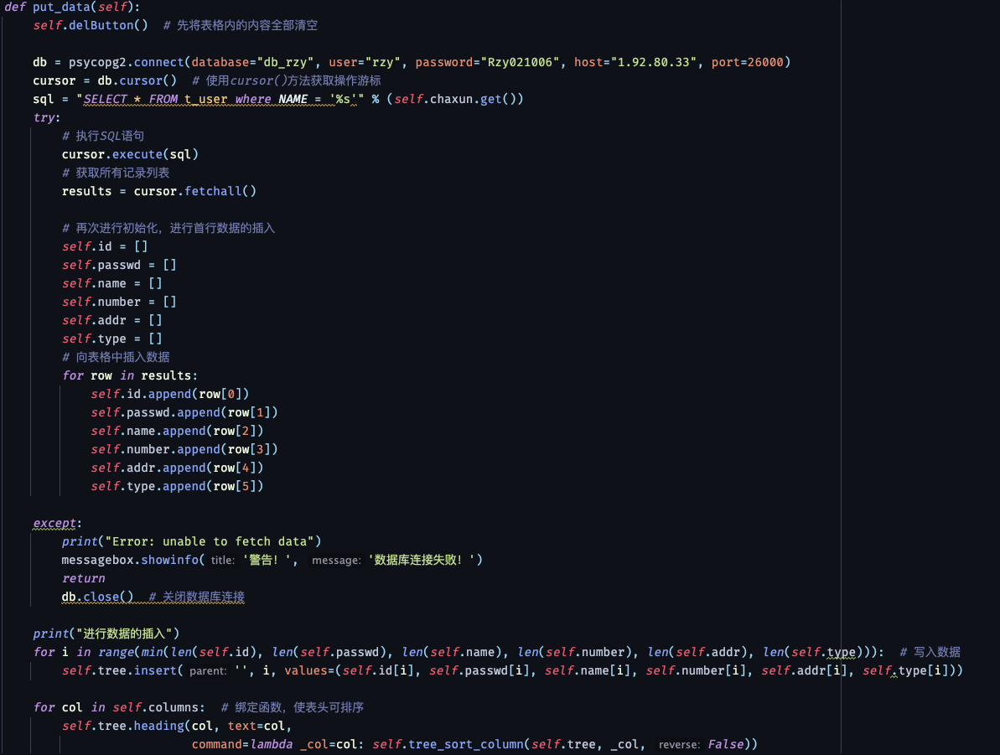 def put_data(self):
    self.delButton()  # 先将表格内的内容全部清空

    db = psycopg2.connect(database="db_rzy", user="rzy", password="Rzy021006", host="1.92.80.33", port=26000)
    cursor = db.cursor()  # 使用cursor()方法获取操作游标
    sql = "SELECT * FROM t_user where NAME = '%s'" % (self.chaxun.get())
    try:
        # 执行SQL语句
        cursor.execute(sql)
        # 获取所有记录列表
        results = cursor.fetchall()

        # 再次进行初始化，进行首行数据的插入
        self.id = []
        self.passwd = []
        self.name = []
        self.number = []
        self.addr = []
        self.type = []
        # 向表格中插入数据
        for row in results:
            self.id.append(row[0])
            self.passwd.append(row[1])
            self.name.append(row[2])
            self.number.append(row[3])
            self.addr.append(row[4])
            self.type.append(row[5])

    except:
        print("Error: unable to fetch data")
        messagebox.showinfo( title: '警告！', message: '数据库连接失败！')
        return
        db.close()  # 关闭数据库连接

    print("进行数据的插入")
    for i in range(min(len(self.id), len(self.passwd), len(self.name), len(self.number), len(self.addr), len(self.type))):  # 写入数据
        self.tree.insert( parent: '', i, values=(self.id[i], self.passwd[i], self.name[i], self.number[i], self.addr[i], self.type[i]))

    for col in self.columns:  # 绑定函数，使表头可排序
        self.tree.heading(col, text=col,
                          command=lambda _col=col: self.tree_sort_column(self.tree, _col, reverse: False))